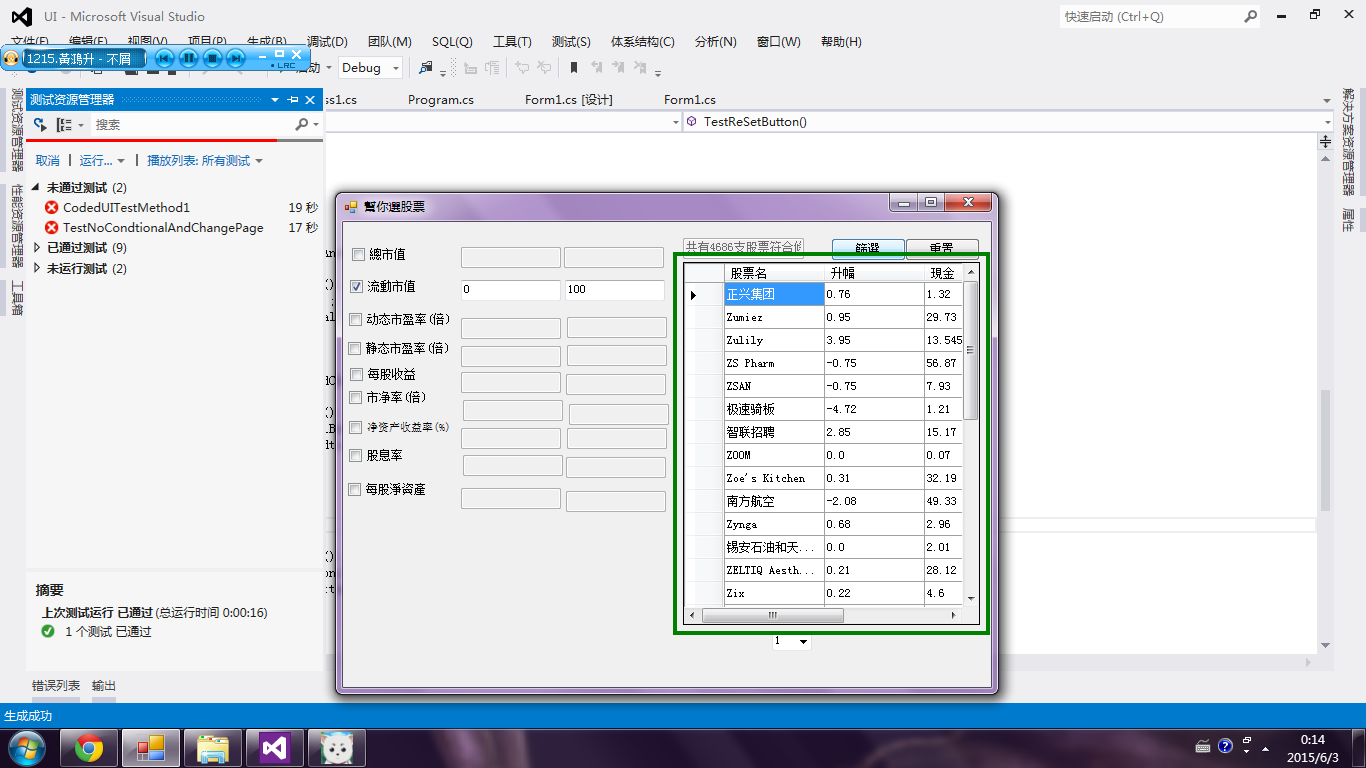 UI - Microsoft Visual Studio
快速启动 (Ctrl+Q)
文件(F) 编辑(E) 视图(V) 项目(P) 生成(B) 调试(D) 团队(M) SQL(Q) 工具(T) 测试(S) 体系结构(C) 分析(N) 窗口(W) 帮助(H)
1215.黃鴻升 - 不屑
LRC
启动
Debug
测试资源管理器
性能资源管理器
工具箱
测试资源管理器
ss1.cs Program.cs Form1.cs [设计] Form1.cs
搜索
TestReSetButton()
取消 运行... 播放列表: 所有测试
未通过测试 (2)
CodedUITestMethod1 19 秒
TestNoCondtionalAndChangePage 17 秒
已通过测试 (9)
未运行测试 (2)
摘要
上次测试运行 已通过 (总运行时间 0:00:16)
1 个测试 已通过
错误列表 输出
生成成功
幫你選股票
總市值
流動市值 0 100
动态市盈率(倍)
静态市盈率(倍)
每股收益
市净率(倍)
净资产收益率(%)
股息率
每股淨資產
共有4686支股票符合
篩選 重置
股票名 升幅 現金
正兴集团 0.76 1.32
Zumiez 0.95 29.73
Zulily 3.95 13.545
ZS Pharm -0.75 56.87
ZSAN -0.75 7.93
极速骑板 -4.72 1.21
智联招聘 2.85 15.17
ZOOM 0.0 0.07
Zoe's Kitchen 0.31 32.19
南方航空 -2.08 49.33
Zynga 0.68 2.96
锡安石油和天... 0.0 2.01
ZELTIQ Aesth... 0.21 28.12
Zix 0.22 4.6
1
解决方案资源管理器
属性
0:14
2015/6/3